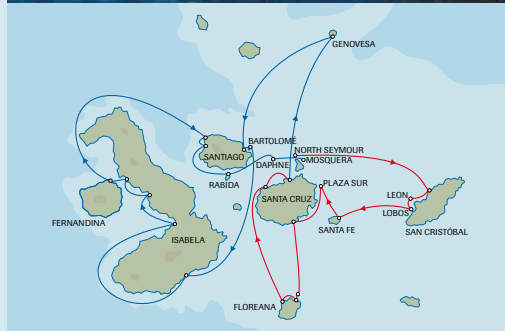 GENOVESA
BARTOLOMÉ
NORTH SEYMOUR
SANTIAGO
DAPHNE
MOSQUERA
RABIDA
PLAZA SUR
SANTA CRUZ
LEON
FERNANDINA
LOBOS
SANTA FE
SAN CRISTÓBAL
ISABELA
FLOREANA